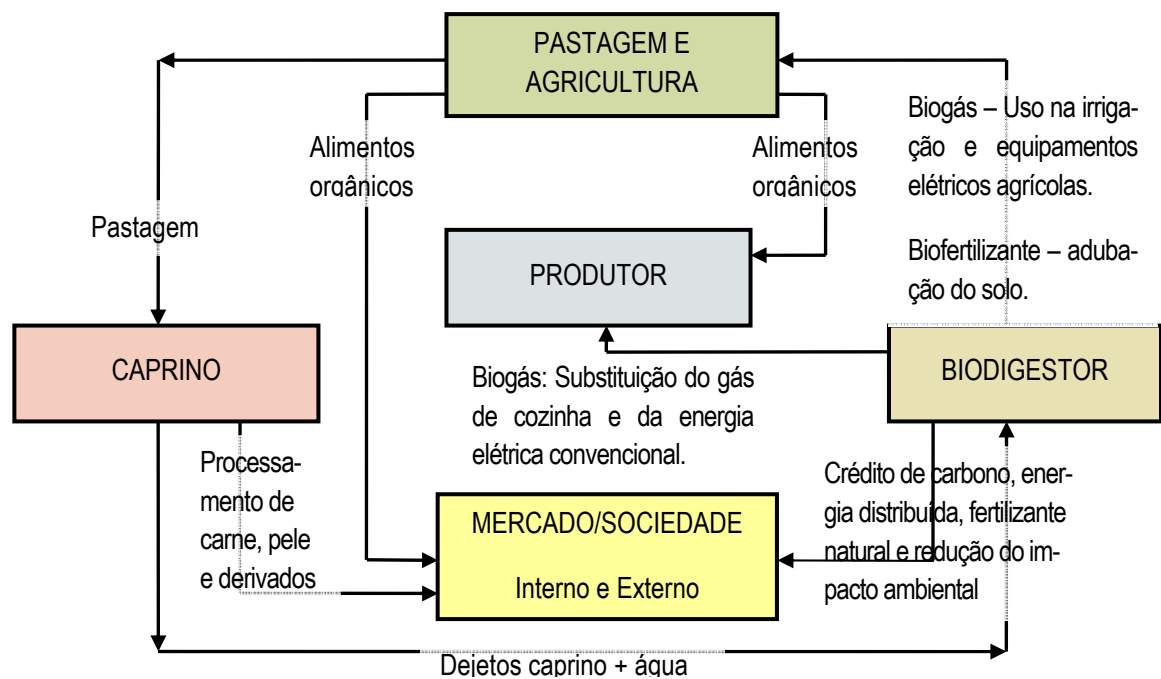 PASTAGEM E
AGRICULTURA
Alimentos
orgânicos
Alimentos
orgânicos
Biogás – Uso na irriga-
ção e equipamentos
elétricos agrícolas.
Biofertilizante – aduba-
ção do solo.
Pastagem
PRODUTOR
CAPRINO
BIODIGESTOR
Biogás: Substituição do gás
de cozinha e da energia
elétrica convencional.
Processa-
mento de
carne, pele
e derivados
MERCADO/SOCIEDADE
Interno e Externo
Crédito de carbono, ener-
gia distribuída, fertilizante
natural e redução do im-
pacto ambiental
Dejetos caprino + água